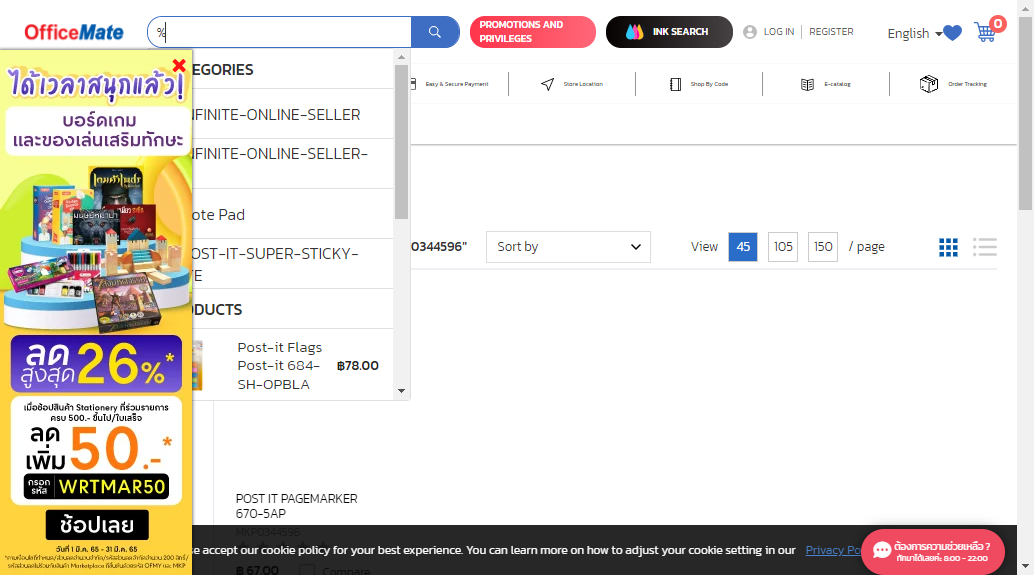 OfficeMate
%
PROMOTIONS AND
PRIVILEGES
INK SEARCH
LOG IN
REGISTER
English
0
Easy & Secure Payment
Store Location
Shop By Code
E-catalog
Order Tracking
EGORIES
NFINITE-ONLINE-SELLER
NFINITE-ONLINE-SELLER-
ote Pad
OST-IT-SUPER-STICKY-
E
DUCTS
Post-it Flags
Post-it 684-
SH-OPBLA
฿78.00
0344596"
Sort by
View
45
105
150
/ page
ได้เวลาสนุกแล้ว!
บอร์ดเกม
และของเล่นเสริมทักษะ
ลด
สูงสุด
26%*
เมื่อช้อปสินค้า Stationery ที่ร่วมรายการ
ครบ 500.- ขึ้นไป/ใบเสร็จ
ลด
เพิ่ม
50.-*
กรอก
รหัส
WRTMAR50
ช้อปเลย
วันที่ 1 มี.ค. 65 - 31 มี.ค. 65
POST IT PAGEMARKER
670-5AP
MKP0344596
฿ 67.00
Compare
e accept our cookie policy for your best experience. You can learn more on how to adjust your cookie setting in our
Privacy Po
ต้องการความช่วยเหลือ ?
ทักมาได้เลยค่ะ 8:00 - 22:00